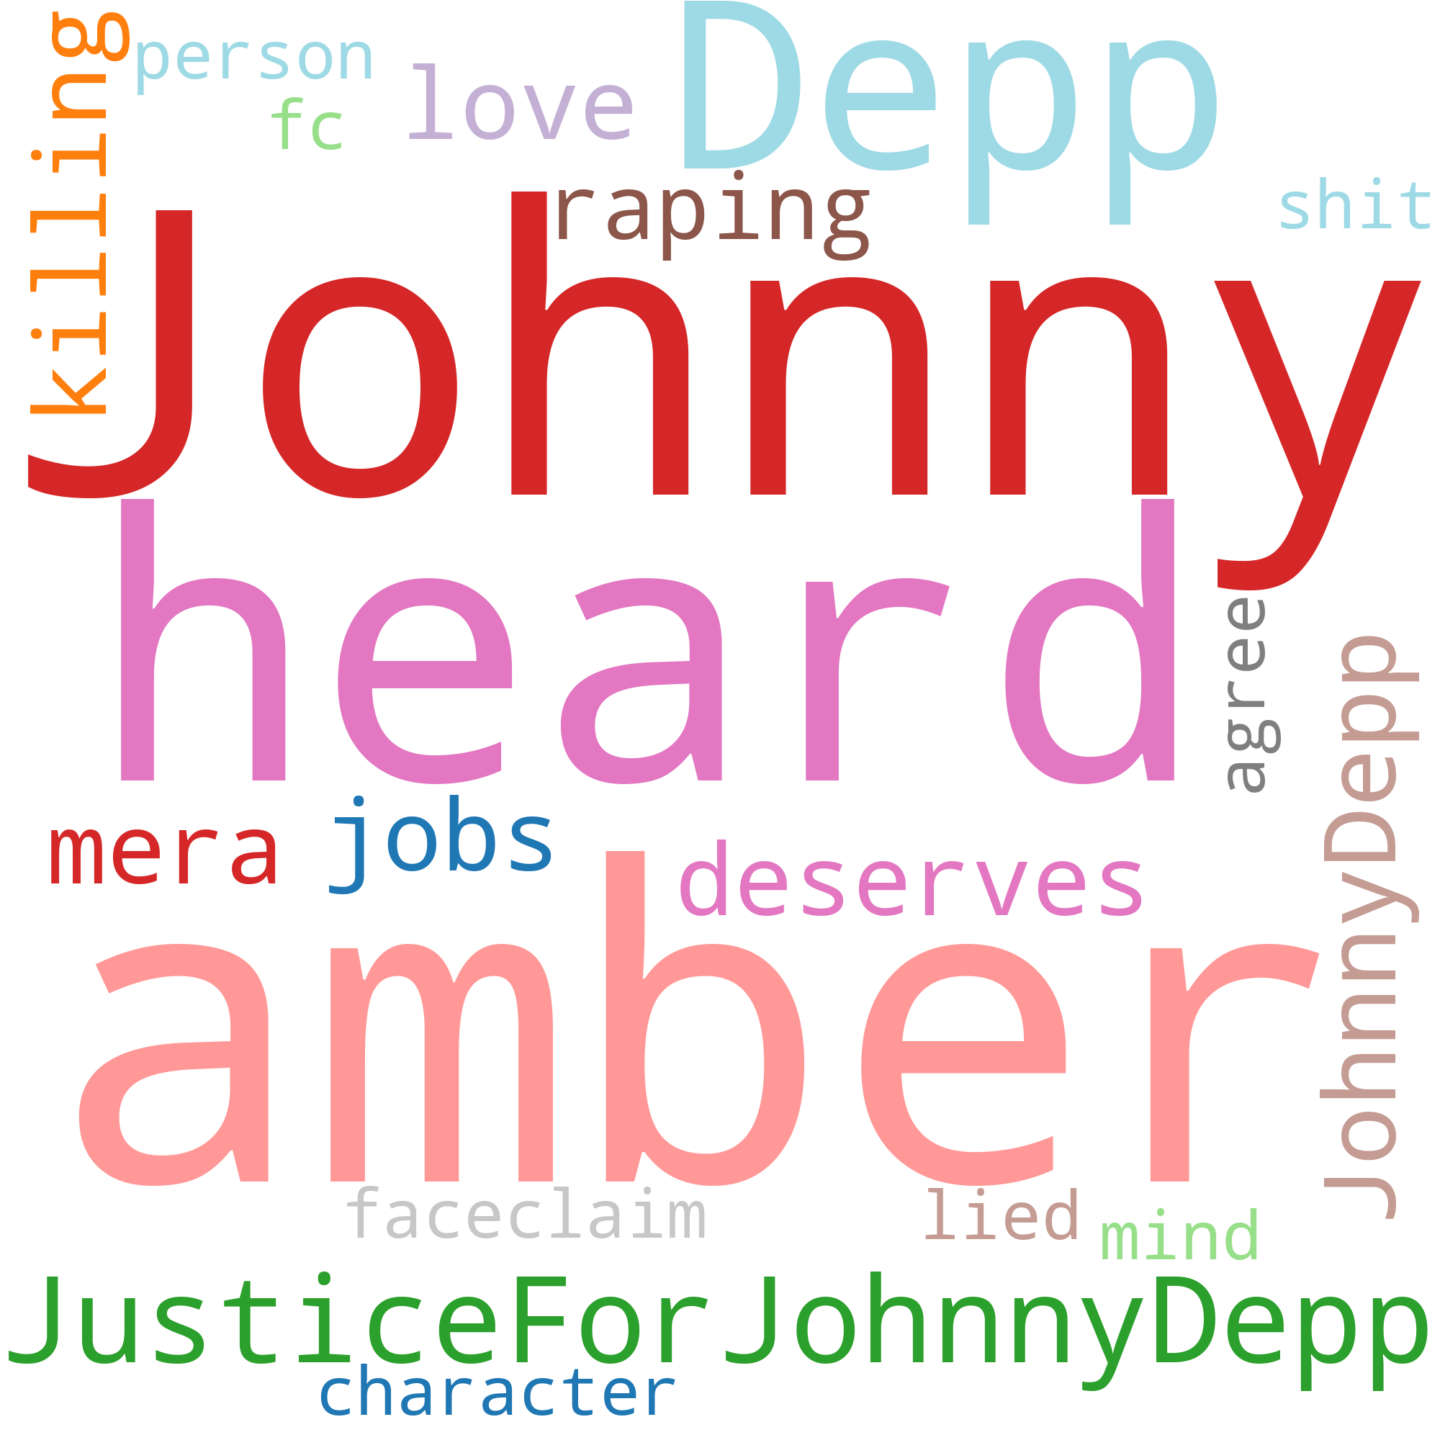 killing
person
fc
love
Depp
raping
shit
Johnny
heard
agree
JohnnyDepp
mera
jobs
deserves
amber
faceclaim
lied
mind
JusticeForJohnnyDepp
character